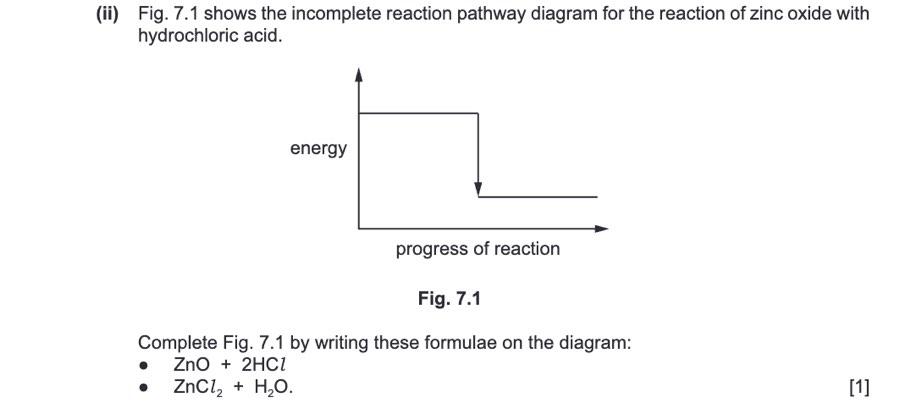 (ii) Fig. 7.1 shows the incomplete reaction pathway diagram for the reaction of zinc oxide with
hydrochloric acid.
energy
progress of reaction
Fig. 7.1
Complete Fig. 7.1 by writing these formulae on the diagram:
● ZnO + 2HCl
● ZnCl₂ + H₂O.
[1]